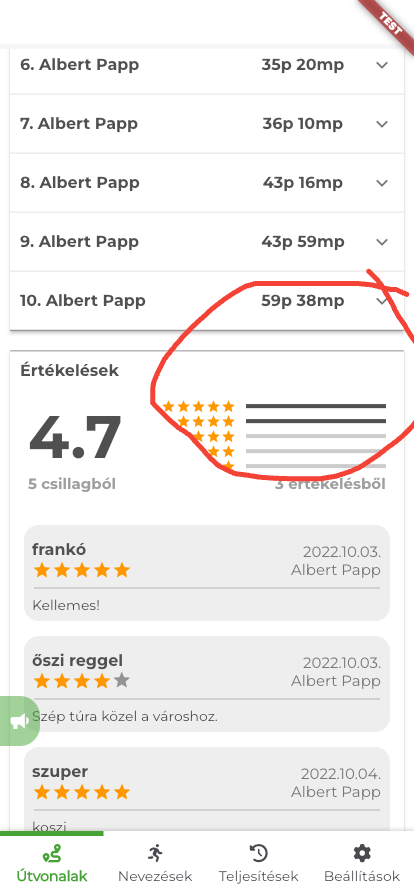 TEST
6. Albert Papp 35p 20mp
7. Albert Papp 36p 10mp
8. Albert Papp 43p 16mp
9. Albert Papp 43p 59mp
10. Albert Papp 59p 38mp
Értékelések
4.7
5 csillagból 3 értékelésből
frankó 2022.10.03.
Albert Papp
Kellemes!
őszi reggel 2022.10.03.
Albert Papp
Szép túra közel a városhoz.
szuper 2022.10.04.
Albert Papp
koszi
Útvonalak Nevezések Teljesítések Beállítások